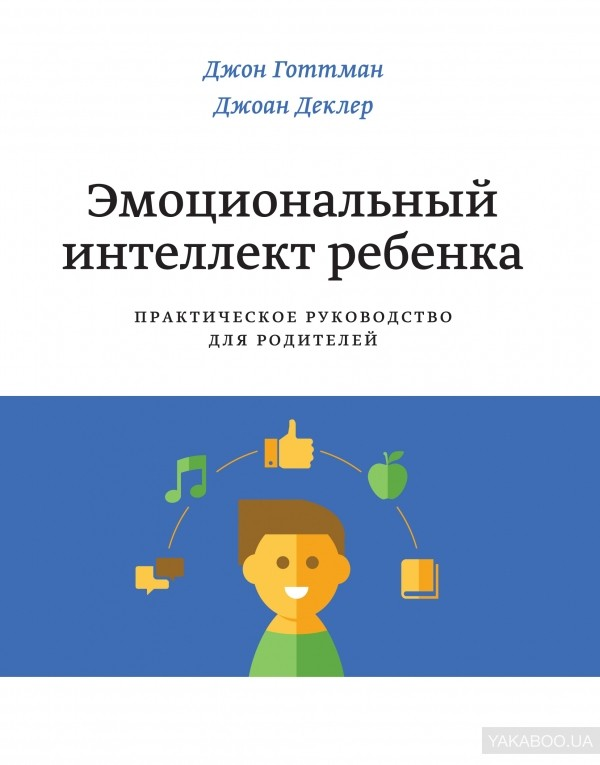 Джон Готтман
Джоан Деклер
Эмоциональный
интеллект ребенка
ПРАКТИЧЕСКОЕ РУКОВОДСТВО
ДЛЯ РОДИТЕЛЕЙ
YAKABOO.UA